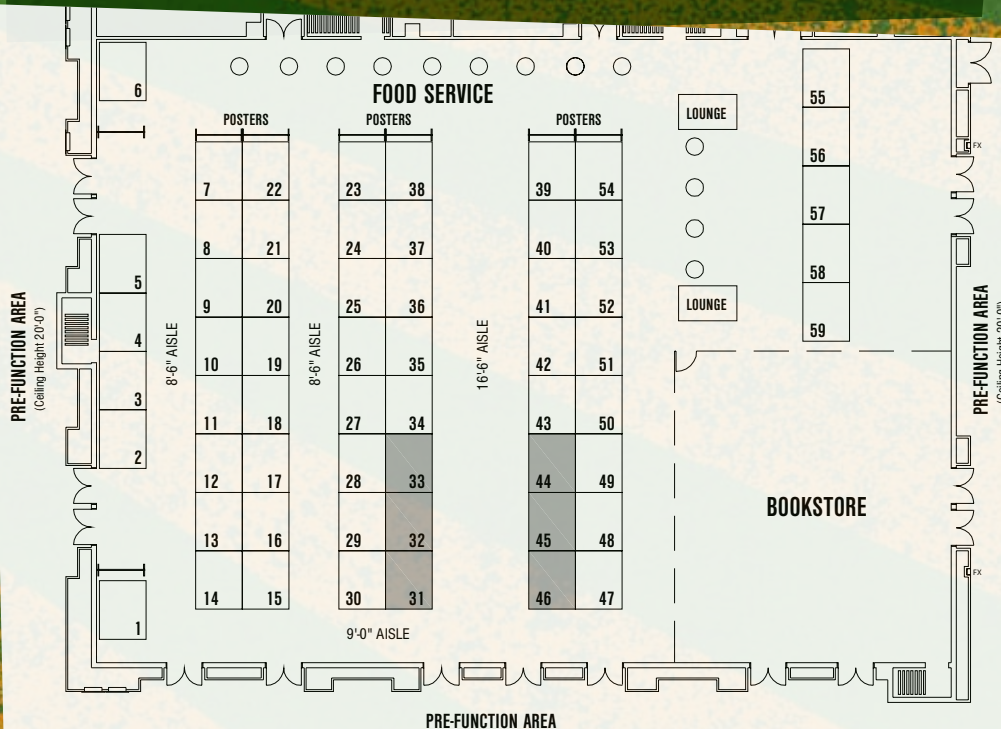 6
FOOD SERVICE
POSTERS
POSTERS
POSTERS
LOUNGE
55
FX
56
7 22
23 38
39 54
57
8 21
24 37
40 53
58
5
9 20
25 36
41 52
LOUNGE
59
4
10 19
26 35
42 51
3
11 18
27 34
43 50
2
12 17
28 33
44 49
13 16
29 32
45 48
14 15
30 31
46 47
1
8'-6" AISLE
8'-6" AISLE
16'-6" AISLE
9'-0" AISLE
BOOKSTORE
FX
PRE-FUNCTION AREA
(Ceiling Height 20'-0")
PRE-FUNCTION AREA
(Ceiling Height 20'-0")
PRE-FUNCTION AREA